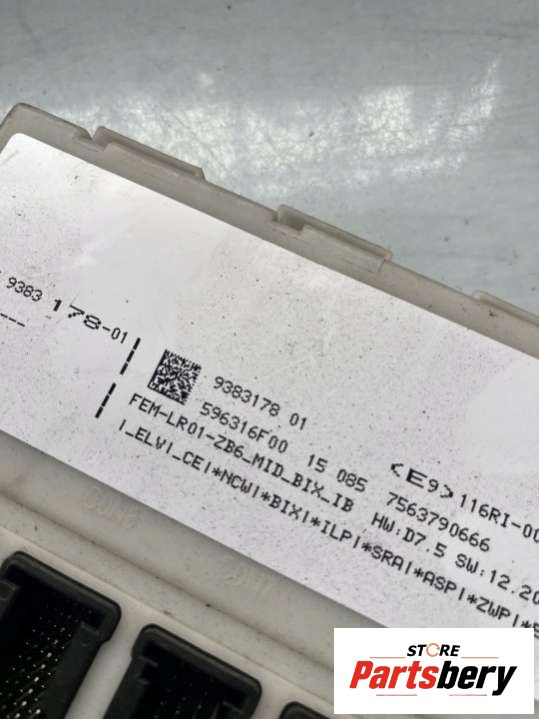 9383 178-01
9383178 01
596316F00 15 085 <E9>116RI-00
FEM-LR01-ZB6_MID_BIX_IB 7563790666
HW:D7.5 SW:12.20
|_ELV|_CE|*NCW|*BIX|*ILP|*SRA|*ASP|*ZWP|*
STORE
Partsbery